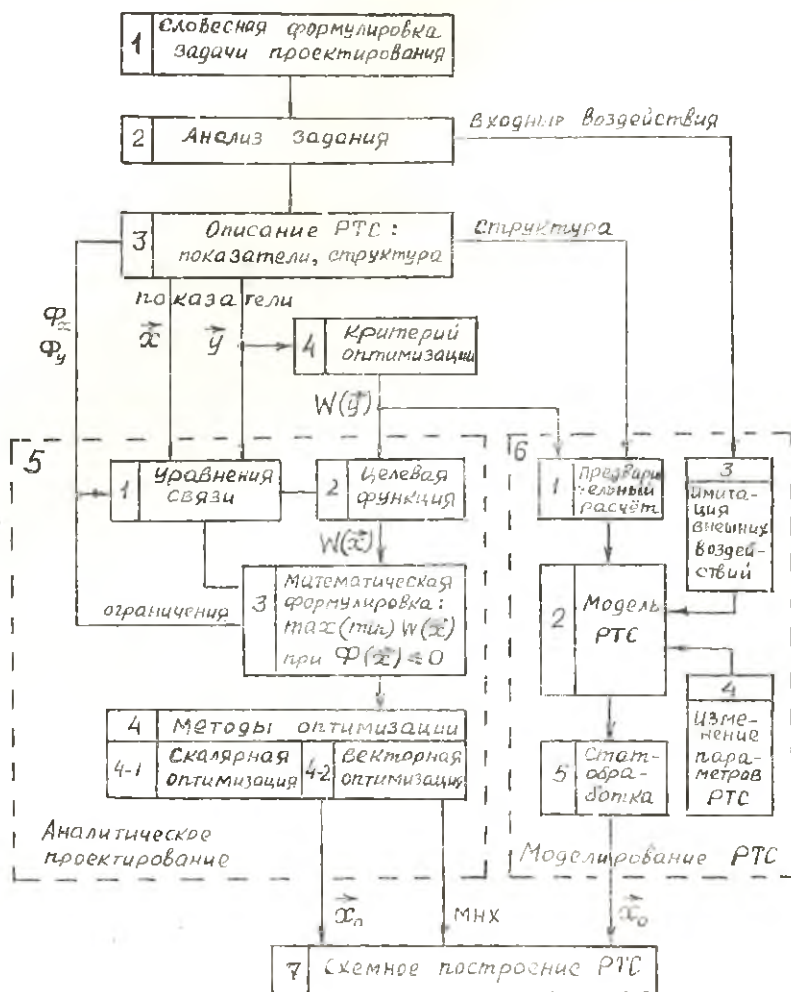 1 Словесная формулировка
задачи проектирования
2 Анализ задания
входные воздействия
3 Описание РТС:
показатели, структура
структура
показатели
Φx
Φy
x y
4 Критерий
оптимизации
W(y)
5
1 Уравнения
связи
2 Целевая
функция
W(x)
ограничения
3 Математическая
формулировка:
max(min) W(x)
при Φ(x) ≤ 0
4 Методы оптимизации
4-1 Скалярная
оптимизация
4-2 Векторная
оптимизация
Аналитическое
проектирование
6
1 Предвари
тельный
расчёт
3
Имита-
ция
внешних
воздей-
ствий
2 Модель
РТС
4
Изме-
нение
пара-
метров
РТС
5 Стат-
обра-
ботка
Моделирование РТС
x₀ МНХ x₀
7 Схемное построение РТС